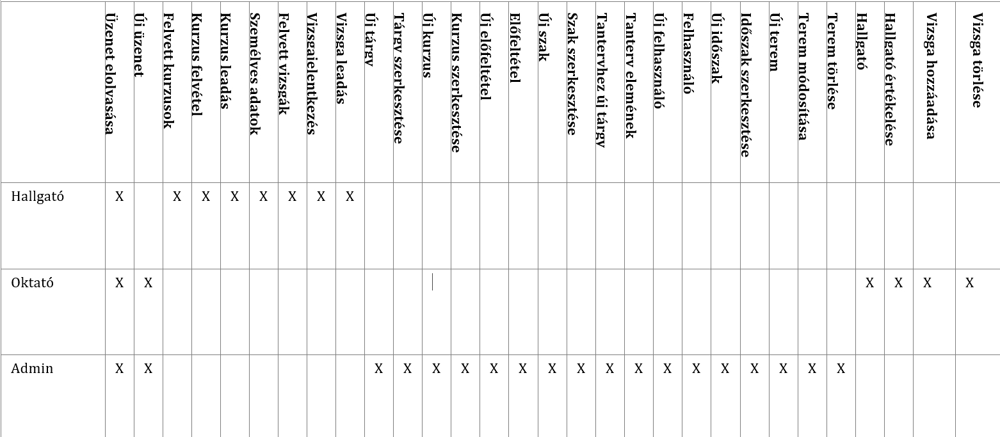 Üzenet elolvasása
Új üzenet
Felvett kurzusok
Kurzus felvétel
Kurzus leadás
Személyes adatok
Felvett vizsgák
Vizsgajelentkezés
Vizsga leadás
Új tárgy
Tárgy szerkesztése
Új kurzus
Kurzus szerkesztése
Új előfeltétel
Előfeltétel
Új szak
Szak szerkesztése
Tantervhez új tárgy
Tanterv elemének
Új felhasználó
Felhasználó
Új időszak
Időszak szerkesztése
Új terem
Terem módosítása
Terem törlése
Hallgató
Hallgató értékelése
Vizsga hozzáadása
Vizsga törlése
Hallgató X X X X X X X X
Oktató X X X X X X
Admin X X X X X X X X X X X X X X X X X X X